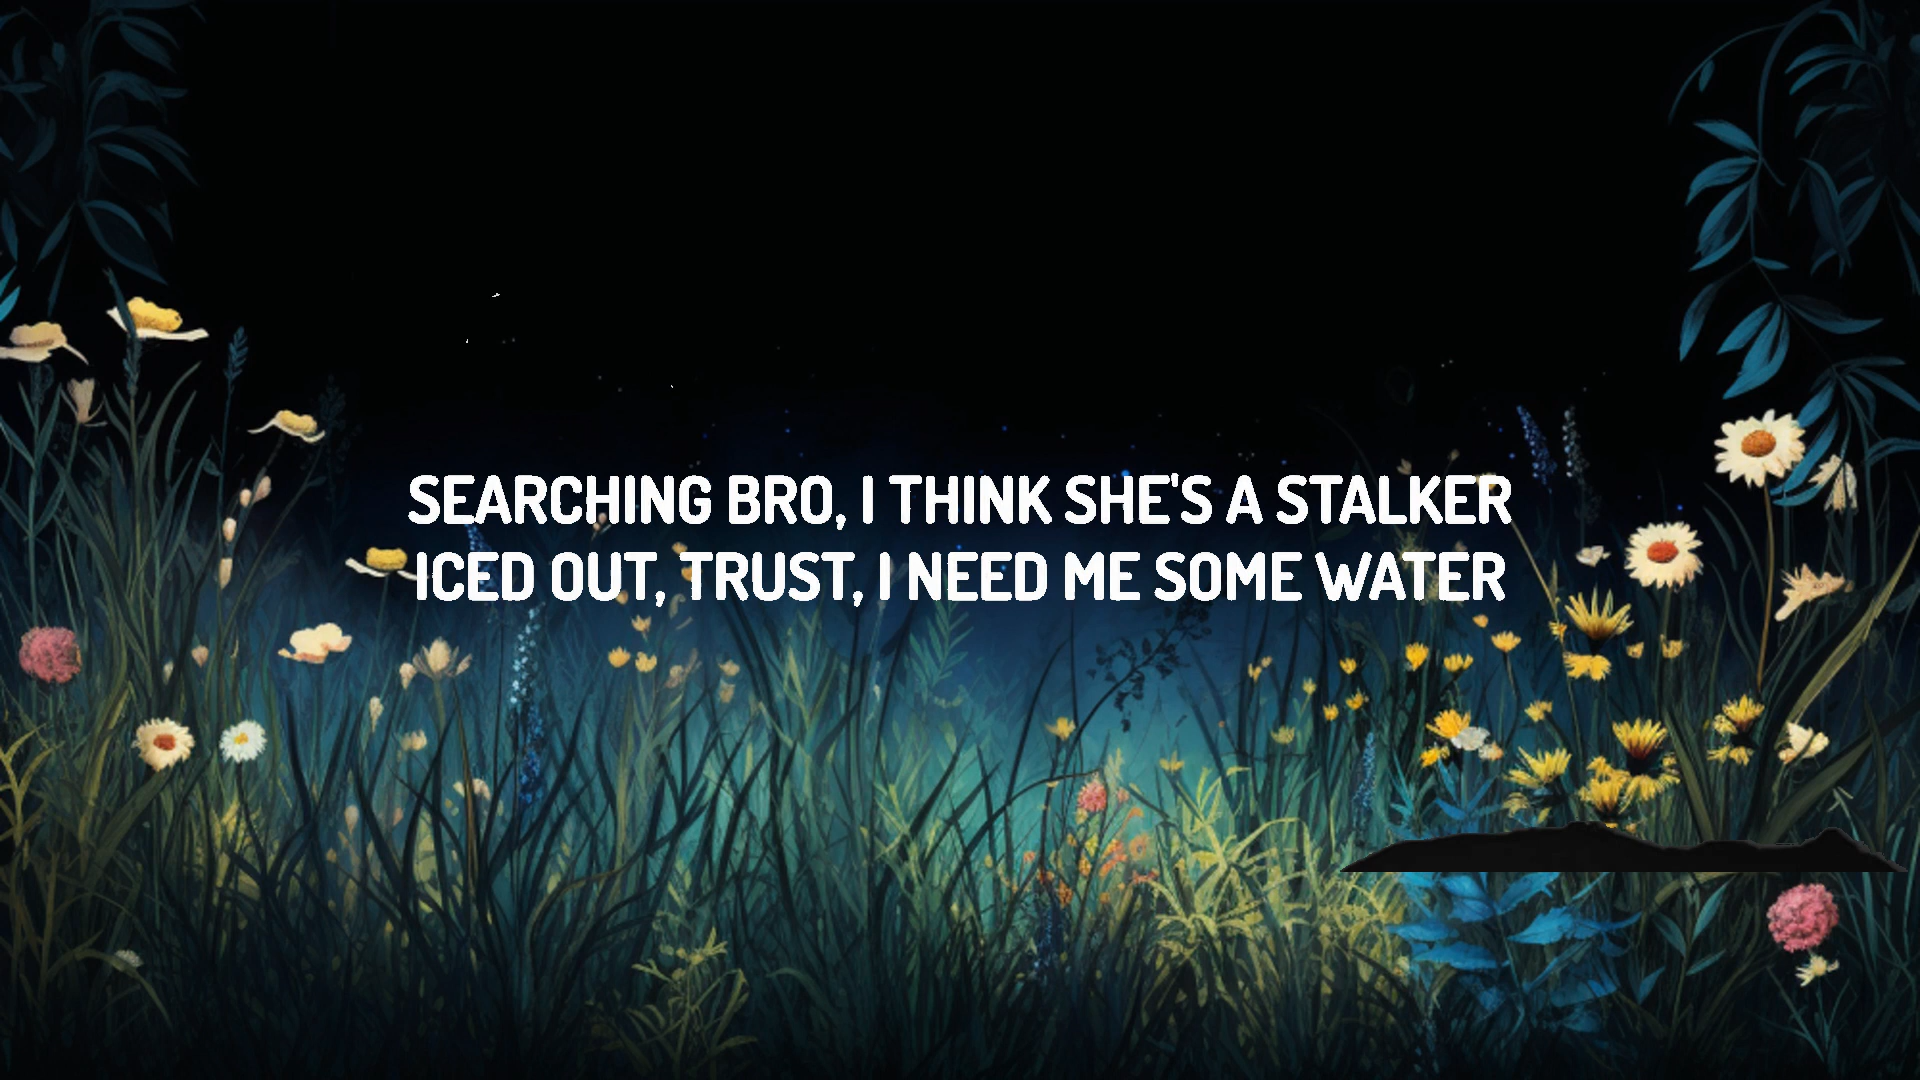 SEARCHING BRO, I THINK SHE'S A STALKER
ICED OUT, TRUST, I NEED ME SOME WATER